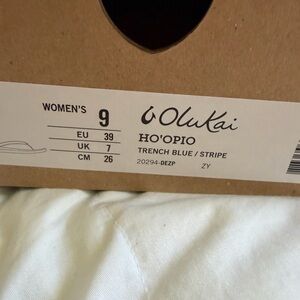 WOMEN'S 9
EU 39
UK 7
CM 26
OluKai
HO'OPIO
TRENCH BLUE / STRIPE
20294-DEZP ZY